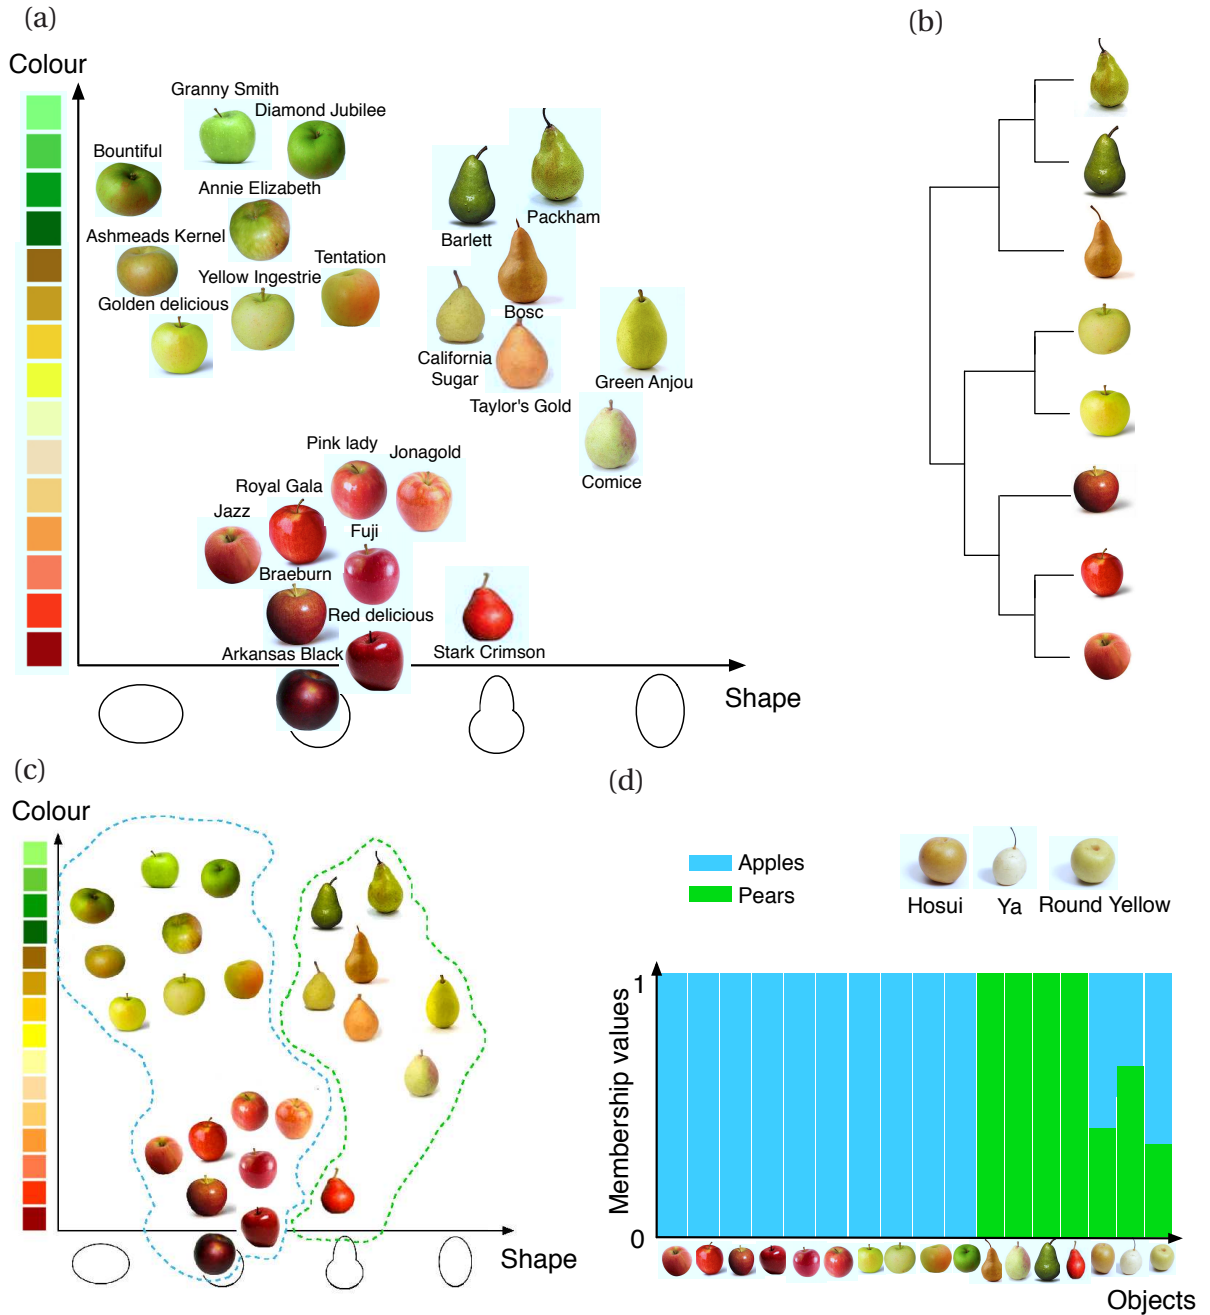 (a)
(b)
Colour
Granny Smith
Diamond Jubilee
Bountiful
Annie Elizabeth
Packham
Barlett
Ashmeads Kernel
Tentation
Yellow Ingestrie
Golden delicious
Bosc
California
Sugar
Green Anjou
Taylor's Gold
Pink lady
Jonagold
Comice
Royal Gala
Jazz
Fuji
Braeburn
Red delicious
Arkansas Black
Stark Crimson
Shape
(c)
(d)
Colour
Shape
Apples
Pears
Hosui
Ya
Round Yellow
Membership values
1
0
Objects